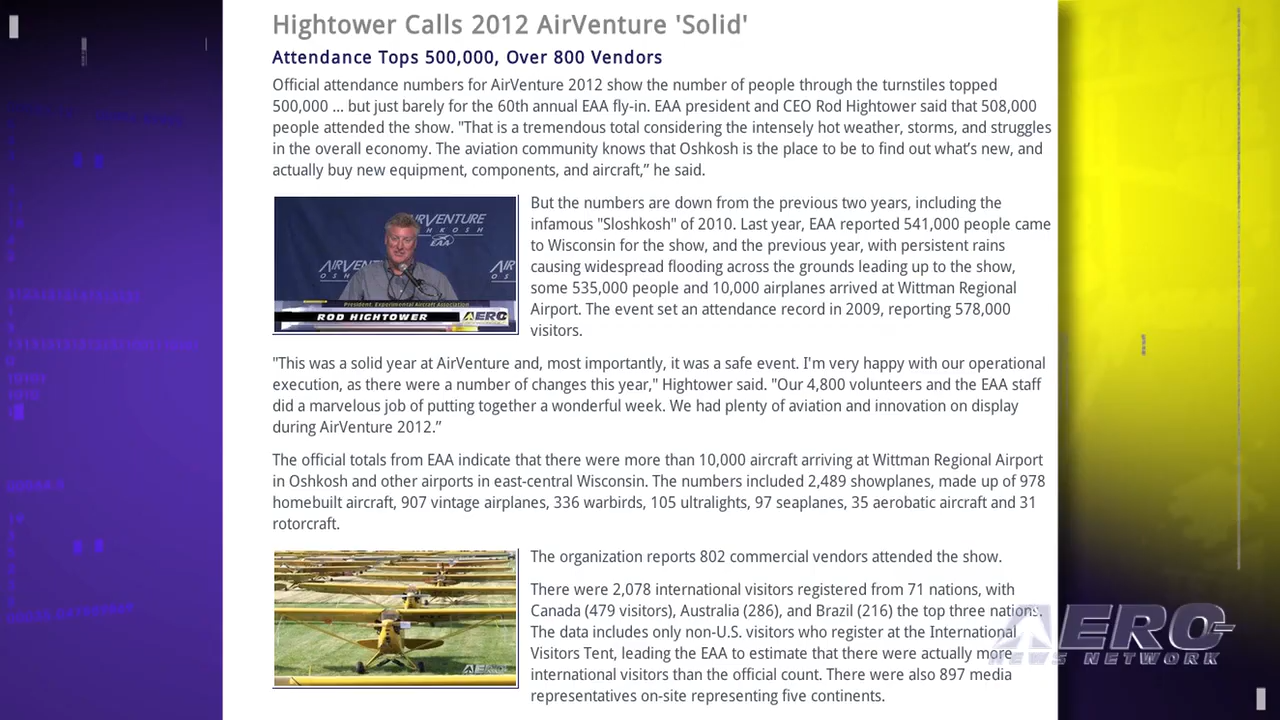 Hightower Calls 2012 AirVenture 'Solid'
Attendance Tops 500,000, Over 800 Vendors
Official attendance numbers for AirVenture 2012 show the number of people through the turnstiles topped
500,000 ... but just barely for the 60th annual EAA fly-in. EAA president and CEO Rod Hightower said that 508,000
people attended the show. "That is a tremendous total considering the intensely hot weather, storms, and struggles
in the overall economy. The aviation community knows that Oshkosh is the place to be to find out what’s new, and
actually buy new equipment, components, and aircraft,” he said.
But the numbers are down from the previous two years, including the
infamous "Sloshkosh" of 2010. Last year, EAA reported 541,000 people came
to Wisconsin for the show, and the previous year, with persistent rains
causing widespread flooding across the grounds leading up to the show,
some 535,000 people and 10,000 airplanes arrived at Wittman Regional
Airport. The event set an attendance record in 2009, reporting 578,000
visitors.
AIRVENTURE
OSHKOSH
EAA
President, Experimental Aircraft Association
ROD HIGHTOWER
AERO
"This was a solid year at AirVenture and, most importantly, it was a safe event. I'm very happy with our operational
execution, as there were a number of changes this year," Hightower said. "Our 4,800 volunteers and the EAA staff
did a marvelous job of putting together a wonderful week. We had plenty of aviation and innovation on display
during AirVenture 2012.”
The official totals from EAA indicate that there were more than 10,000 aircraft arriving at Wittman Regional Airport
in Oshkosh and other airports in east-central Wisconsin. The numbers included 2,489 showplanes, made up of 978
homebuilt aircraft, 907 vintage airplanes, 336 warbirds, 105 ultralights, 97 seaplanes, 35 aerobatic aircraft and 31
rotorcraft.
The organization reports 802 commercial vendors attended the show.
There were 2,078 international visitors registered from 71 nations, with
Canada (479 visitors), Australia (286), and Brazil (216) the top three nations.
The data includes only non-U.S. visitors who register at the International
Visitors Tent, leading the EAA to estimate that there were actually more
international visitors than the official count. There were also 897 media
representatives on-site representing five continents.
AERO
AERO-
NEWS NETWORK